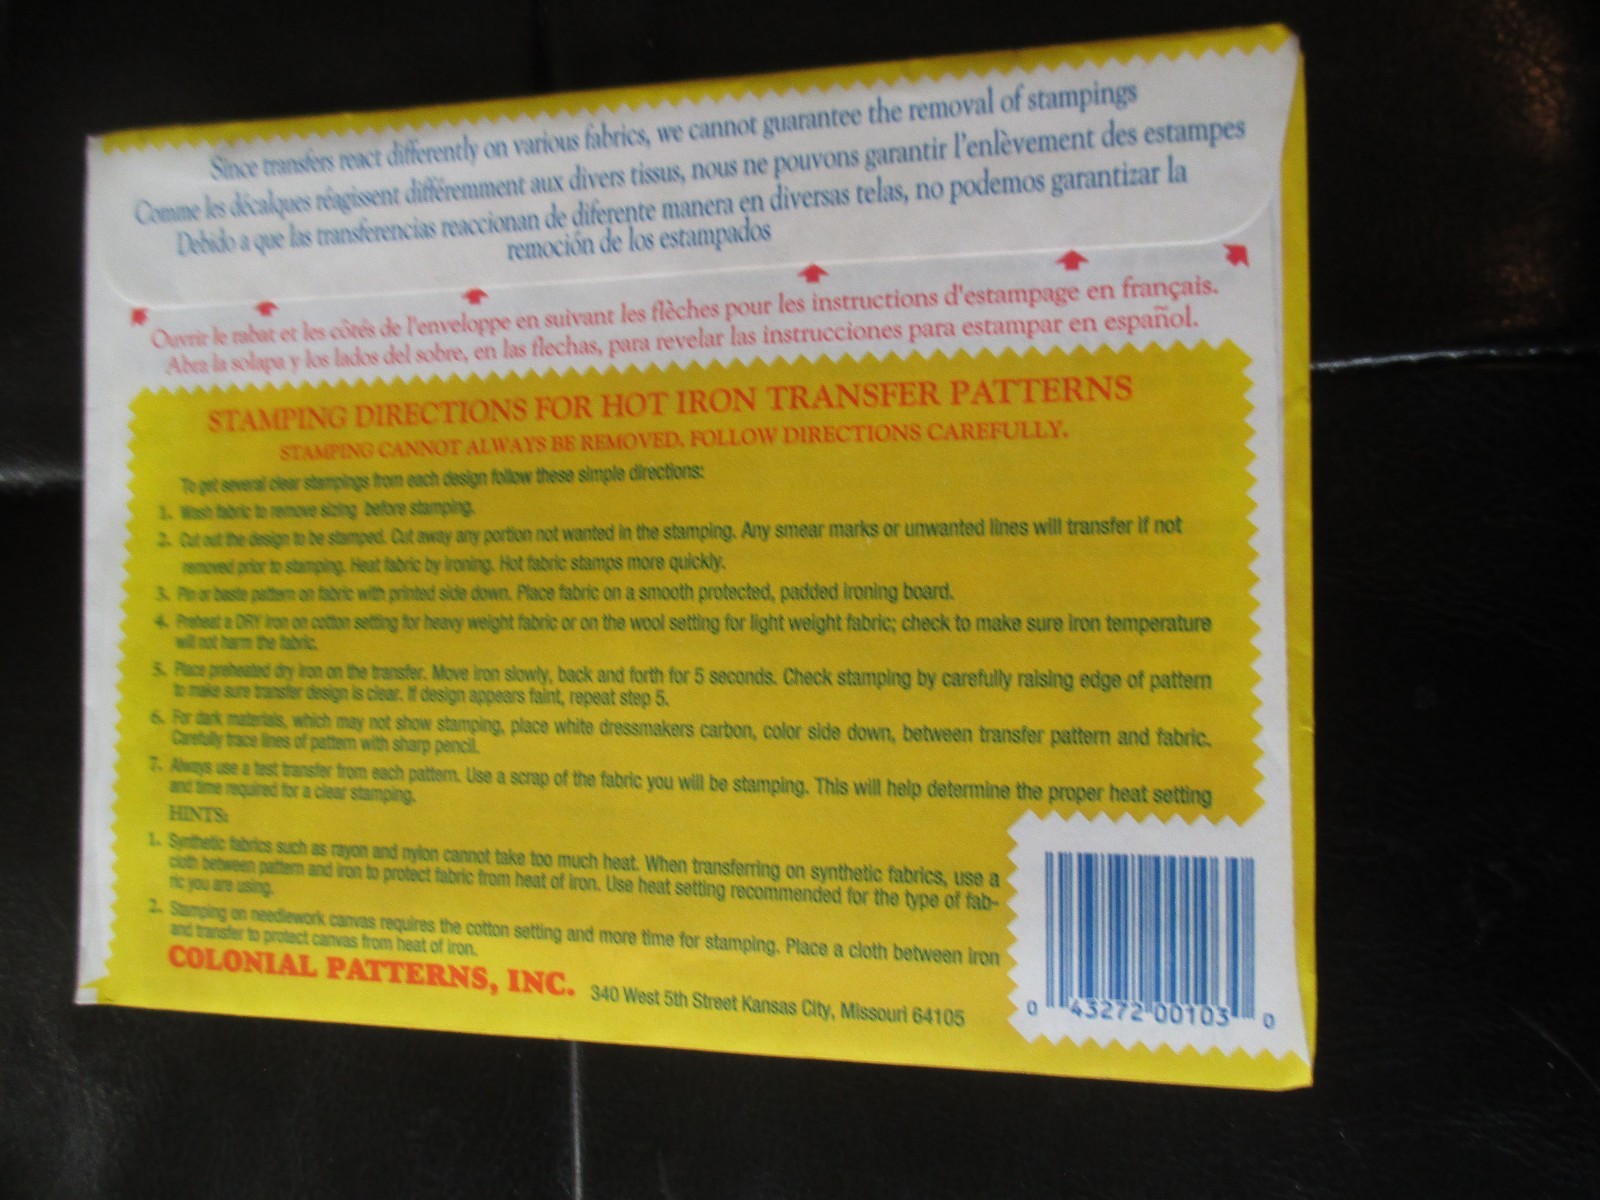 Since transfers react differently on various fabrics, we cannot guarantee the removal of stampings
Comme les décalques réagissent différemment aux divers tissus, nous ne pouvons garantir l'enlèvement des estampes
Debido a que las transferencias reaccionan de diferente manera en diversas telas, no podemos garantizar la
remoción de los estampados
Ouvrir le rabat et les côtés de l'enveloppe en suivant les flèches pour les instructions d'estampage en français.
Abra la solapa y los lados del sobre, en las flechas, para revelar las instrucciones para estampar en español.
STAMPING DIRECTIONS FOR HOT IRON TRANSFER PATTERNS
STAMPING CANNOT ALWAYS BE REMOVED. FOLLOW DIRECTIONS CAREFULLY.
To get several clear stampings from each design follow these simple directions:
1. Wash fabric to remove sizing before stamping.
2. Cut out the design to be stamped. Cut away any portion not wanted in the stamping. Any smear marks or unwanted lines will transfer if not
removed prior to stamping. Heat fabric by ironing. Hot fabric stamps more quickly.
3. Pin or baste pattern on fabric with printed side down. Place fabric on a smooth protected, padded ironing board.
4. Preheat a DRY iron on cotton setting for heavy weight fabric or on the wool setting for light weight fabric; check to make sure iron temperature
will not harm the fabric.
5. Place preheated dry iron on the transfer. Move iron slowly, back and forth for 5 seconds. Check stamping by carefully raising edge of pattern
to make sure transfer design is clear. If design appears faint, repeat step 5.
6. For dark materials, which may not show stamping, place white dressmakers carbon, color side down, between transfer pattern and fabric.
Carefully trace lines of pattern with sharp pencil.
7. Always use a test transfer from each pattern. Use a scrap of the fabric you will be stamping. This will help determine the proper heat setting
and time required for a clear stamping.
HINTS:
1. Synthetic fabrics such as rayon and nylon cannot take too much heat. When transferring on synthetic fabrics, use a
cloth between pattern and iron to protect fabric from heat of iron. Use heat setting recommended for the type of fab-
ric you are using.
2. Stamping on needlework canvas requires the cotton setting and more time for stamping. Place a cloth between iron
and transfer to protect canvas from heat of iron.
COLONIAL PATTERNS, INC. 340 West 5th Street Kansas City, Missouri 64105
0 43272 00103 0